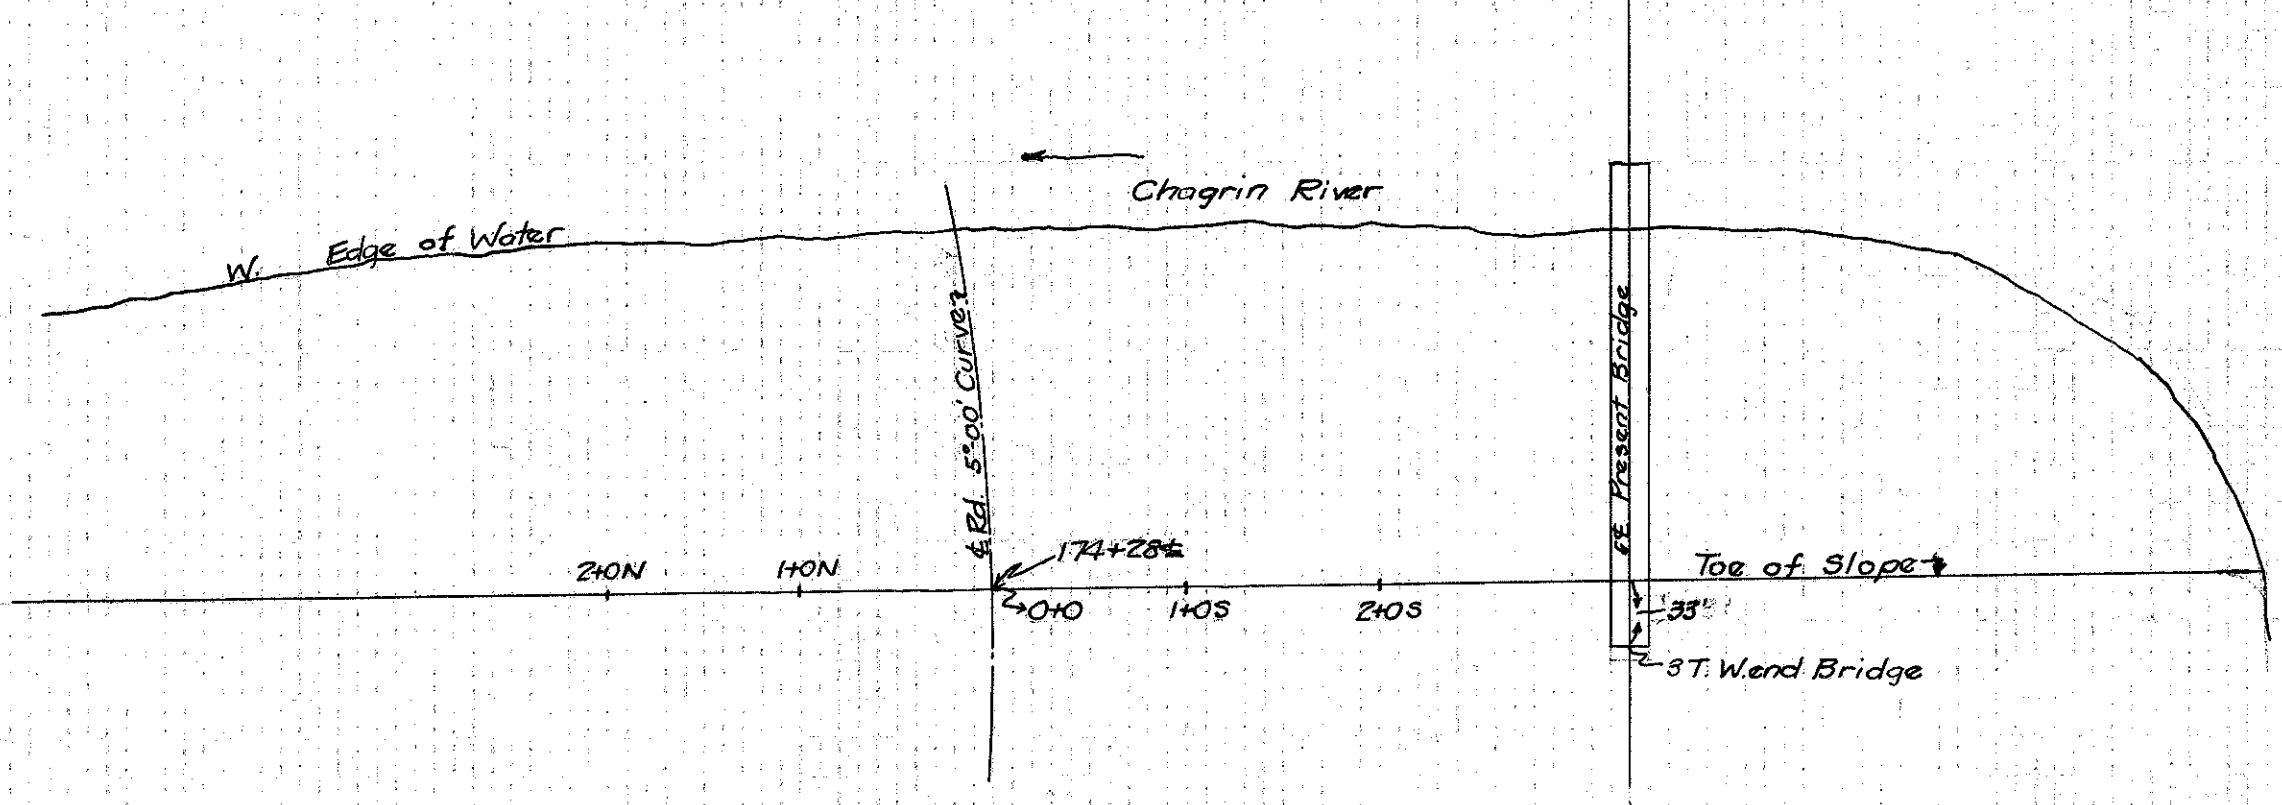 Chagrin River
W. Edge of Water
℄ Rd. 5°-00' Curve
℄ Present Bridge
174+28±
2+0N
1+0N
0+0
1+0S
2+0S
Toe of Slope
33'
W.end Bridge